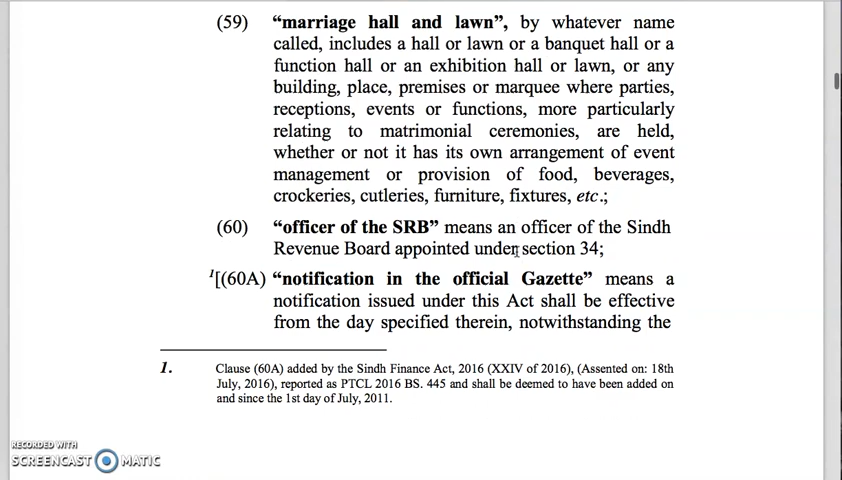 (59) “marriage hall and lawn”, by whatever name
called, includes a hall or lawn or a banquet hall or a
function hall or an exhibition hall or lawn, or any
building, place, premises or marquee where parties,
receptions, events or functions, more particularly
relating to matrimonial ceremonies, are held,
whether or not it has its own arrangement of event
management or provision of food, beverages,
crockeries, cutleries, furniture, fixtures, etc.;
(60) “officer of the SRB” means an officer of the Sindh
Revenue Board appointed under section 34;
1[(60A) “notification in the official Gazette” means a
notification issued under this Act shall be effective
from the day specified therein, notwithstanding the
1. Clause (60A) added by the Sindh Finance Act, 2016 (XXIV of 2016), (Assented on: 18th
July, 2016), reported as PTCL 2016 BS. 445 and shall be deemed to have been added on
and since the 1st day of July, 2011.
RECORDED WITH
SCREENCAST MATIC